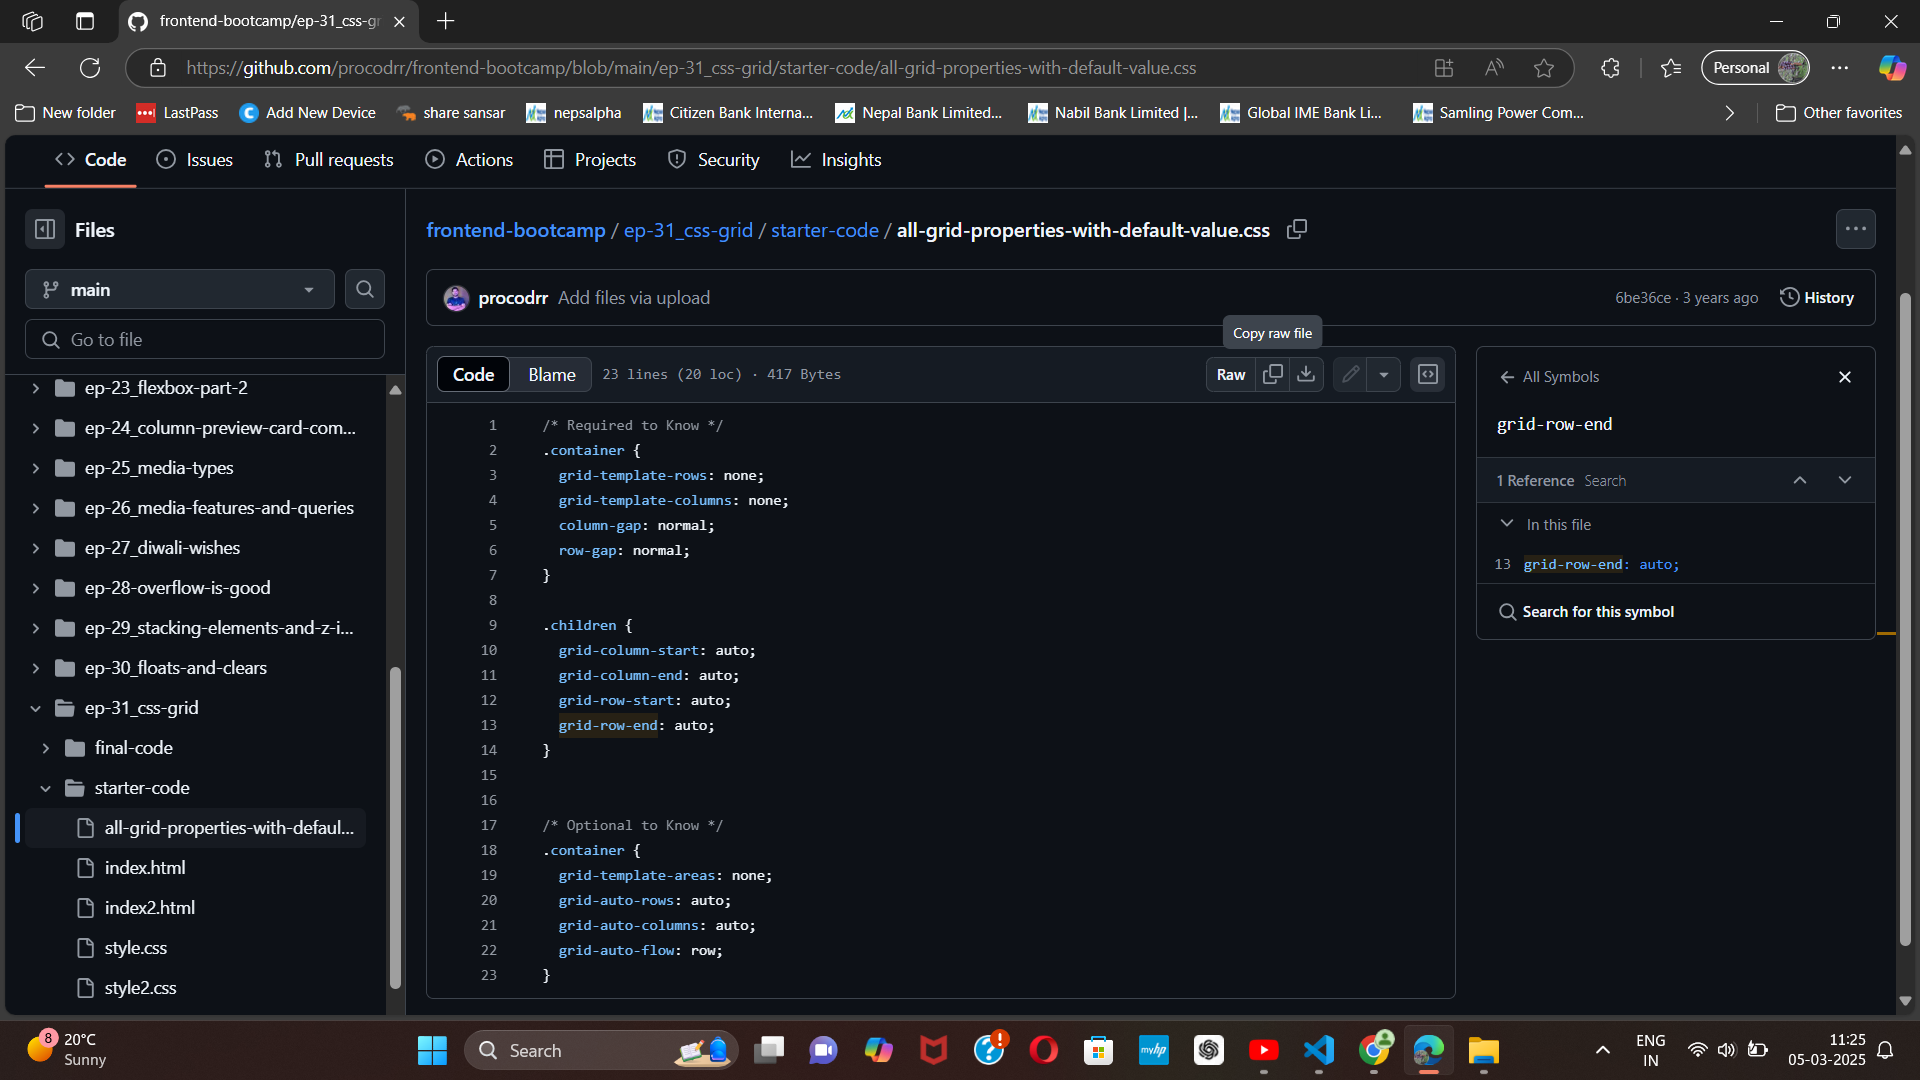 frontend-bootcamp/ep-31_css-gr
https://github.com/procodrr/frontend-bootcamp/blob/main/ep-31_css-grid/starter-code/all-grid-properties-with-default-value.css
Personal
New folder
LastPass
Add New Device
share sansar
nepsalpha
Citizen Bank Interna...
Nepal Bank Limited...
Nabil Bank Limited |...
Global IME Bank Li...
Samling Power Com...
Other favorites
Code
Issues
Pull requests
Actions
Projects
Security
Insights
Files
main
Go to file
ep-23_flexbox-part-2
ep-24_column-preview-card-com...
ep-25_media-types
ep-26_media-features-and-queries
ep-27_diwali-wishes
ep-28-overflow-is-good
ep-29_stacking-elements-and-z-i...
ep-30_floats-and-clears
ep-31_css-grid
final-code
starter-code
all-grid-properties-with-defaul...
index.html
index2.html
style.css
style2.css
frontend-bootcamp / ep-31_css-grid / starter-code / all-grid-properties-with-default-value.css
procodrr Add files via upload
6be36ce · 3 years ago
History
Copy raw file
Code
Blame
23 lines (20 loc) · 417 Bytes
Raw
1 /* Required to Know */
2 .container {
3 grid-template-rows: none;
4 grid-template-columns: none;
5 column-gap: normal;
6 row-gap: normal;
7 }
8
9 .children {
10 grid-column-start: auto;
11 grid-column-end: auto;
12 grid-row-start: auto;
13 grid-row-end: auto;
14 }
15
16
17 /* Optional to Know */
18 .container {
19 grid-template-areas: none;
20 grid-auto-rows: auto;
21 grid-auto-columns: auto;
22 grid-auto-flow: row;
23 }
All Symbols
grid-row-end
1 Reference Search
In this file
13 grid-row-end: auto;
Search for this symbol
8
20°C
Sunny
Search
myhp
ENG
IN
11:25
05-03-2025